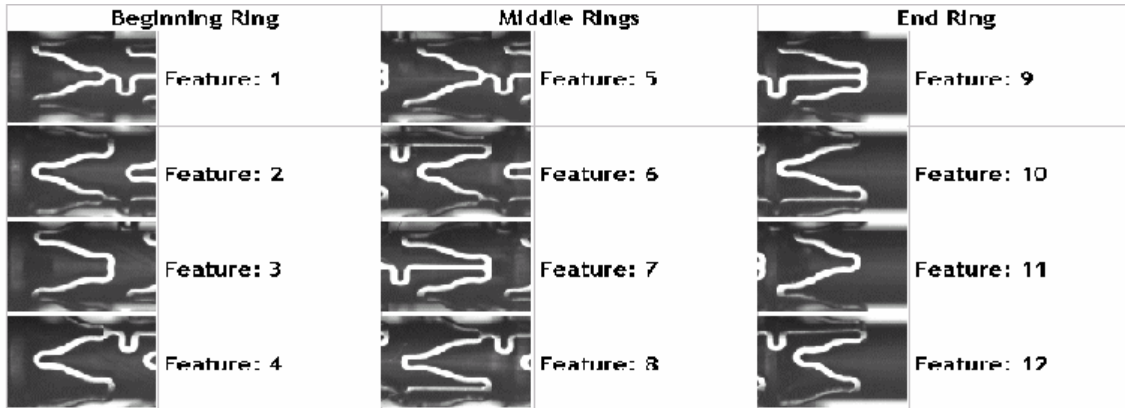 Beginning Ring Middle Rings End Ring
Feature: 1 Feature: 5 Feature: 9
Feature: 2 Feature: 6 Feature: 10
Feature: 3 Feature: 7 Feature: 11
Feature: 4 Feature: 8 Feature: 12